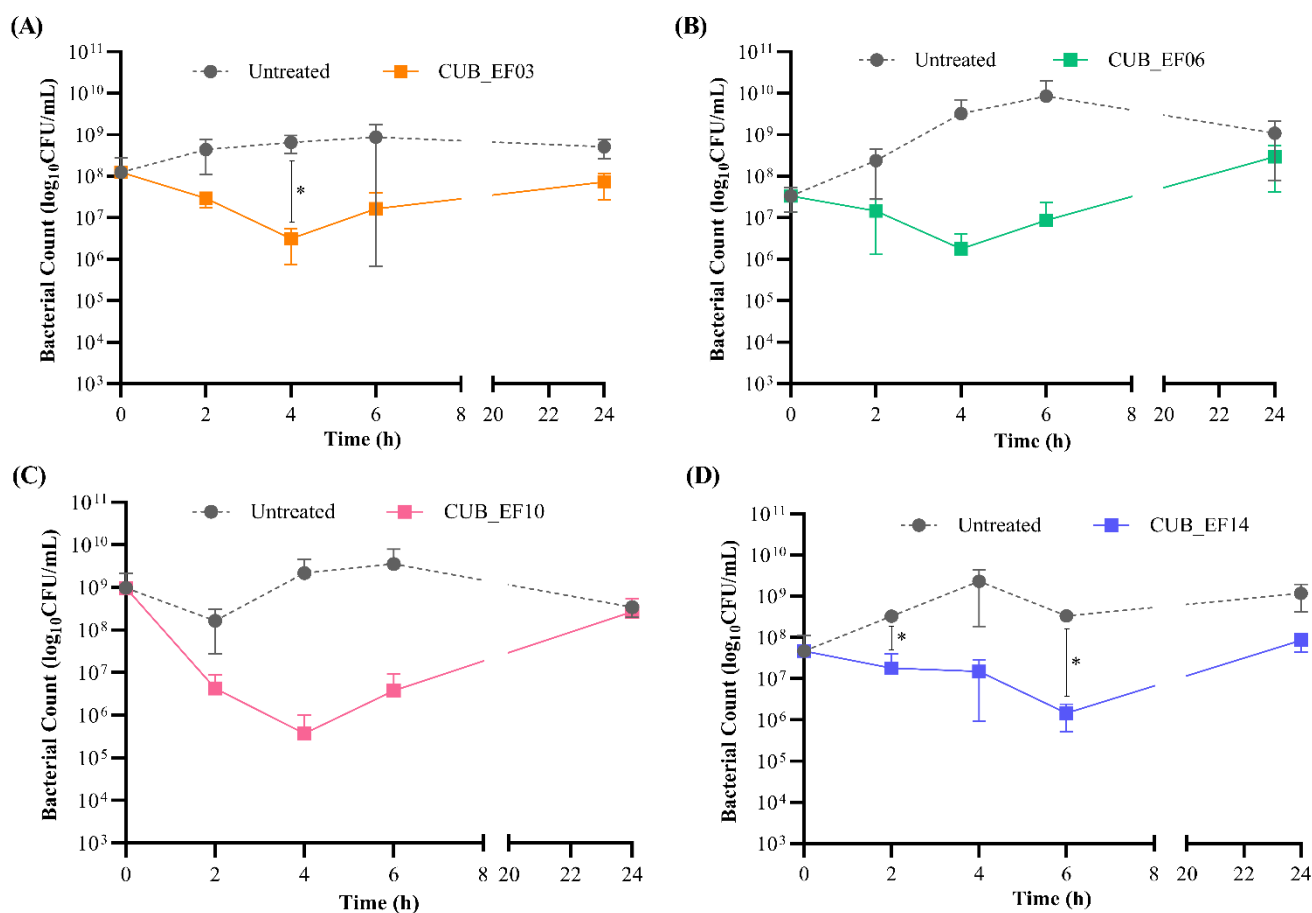 (A)
Untreated CUB_EF03
Bacterial Count (log₁₀CFU/mL)
10¹¹
10¹⁰
10⁹
10⁸
10⁷
10⁶
10⁵
10⁴
10³
*
0 2 4 6 8 20 22 24
Time (h)
(B)
Untreated CUB_EF06
Bacterial Count (log₁₀CFU/mL)
10¹¹
10¹⁰
10⁹
10⁸
10⁷
10⁶
10⁵
10⁴
10³
0 2 4 6 8 20 22 24
Time (h)
(C)
Untreated CUB_EF10
Bacterial Count (log₁₀CFU/mL)
10¹¹
10¹⁰
10⁹
10⁸
10⁷
10⁶
10⁵
10⁴
10³
0 2 4 6 8 20 22 24
Time (h)
(D)
Untreated CUB_EF14
Bacterial Count (log₁₀CFU/mL)
10¹¹
10¹⁰
10⁹
10⁸
10⁷
10⁶
10⁵
10⁴
10³
*
*
0 2 4 6 8 20 22 24
Time (h)